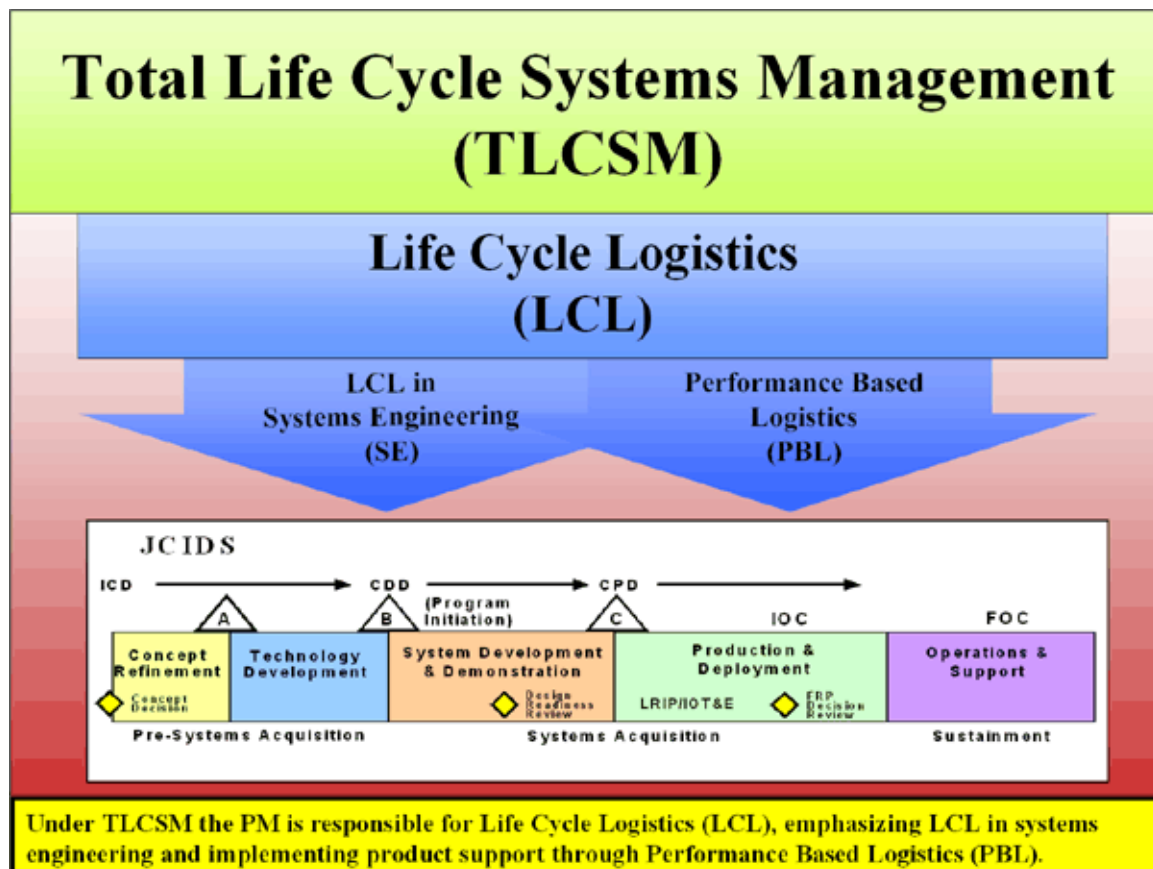 Total Life Cycle Systems Management
(TLCSM)
Life Cycle Logistics
(LCL)
LCL in
Systems Engineering
(SE)
Performance Based
Logistics
(PBL)
JCIDS
ICD
CDD
CPD
(Program
Initiation)
A
B
C
IOC
FOC
Concept
Refinement
Technology
Development
System Development
& Demonstration
Production &
Deployment
Operations &
Support
Concept
Decision
Design
Readiness
Review
LRIP/IOT&E
FRP
Decision
Review
Pre-Systems Acquisition
Systems Acquisition
Sustainment
Under TLCSM the PM is responsible for Life Cycle Logistics (LCL), emphasizing LCL in systems
engineering and implementing product support through Performance Based Logistics (PBL).